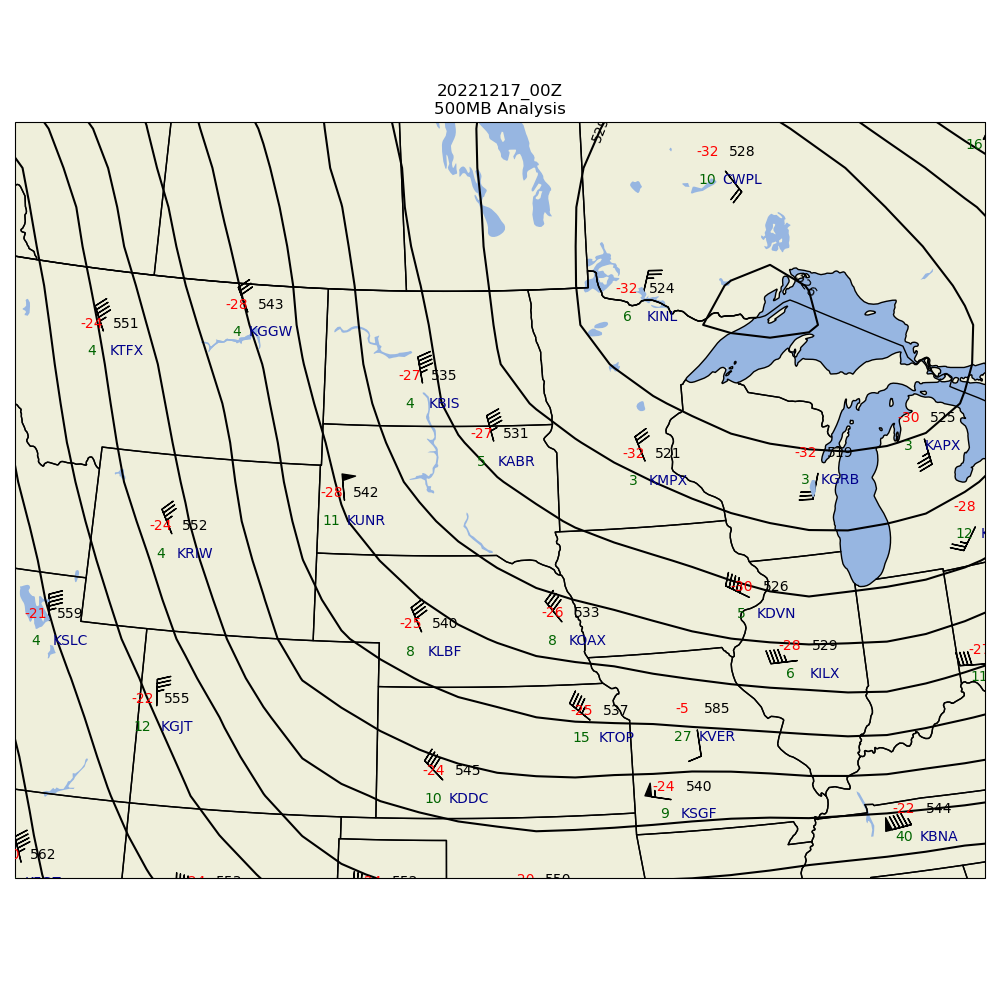 20221217_00Z
500MB Analysis
16
-32 528
10 CWPL
-32 524
6 KINL
-28 543
4 KGGW
-24 551
4 KTFX
-27 535
4 KBIS
-27 531
5 KABR
30 525
3 KAPX
-32 521
3 KMPX
-32 519
3 KGRB
-28 542
11 KUNR
-28
12
-24 552
4 KRIW
-30 526
5 KDVN
-21 559
4 KSLC
-25 540
8 KLBF
-26 533
8 KOAX
-28 529
6 KILX
11
-22 555
12 KGJT
-25 537
15 KTOP
-5 585
27 KVER
-24 545
10 KDDC
-24 540
9 KSGF
-22 544
40 KBNA
562